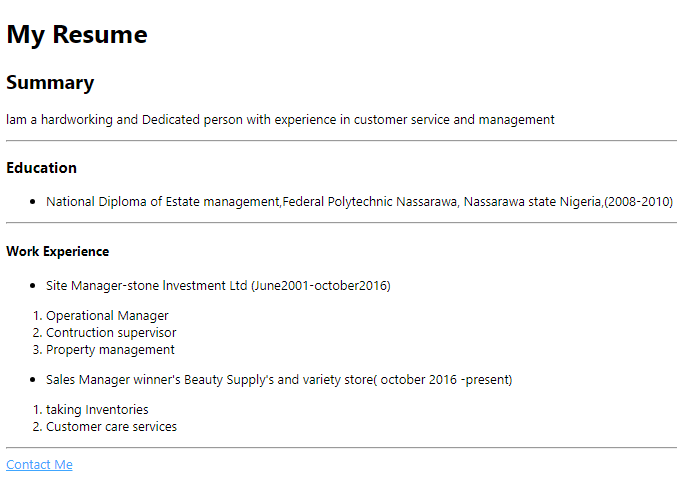 My Resume
Summary
Iam a hardworking and Dedicated person with experience in customer service and management
Education
• National Diploma of Estate management,Federal Polytechnic Nassarawa, Nassarawa state Nigeria,(2008-2010)
Work Experience
• Site Manager-stone Investment Ltd (June2001-october2016)
1. Operational Manager
2. Contruction supervisor
3. Property management
• Sales Manager winner's Beauty Supply's and variety store( october 2016 -present)
1. taking Inventories
2. Customer care services
Contact Me